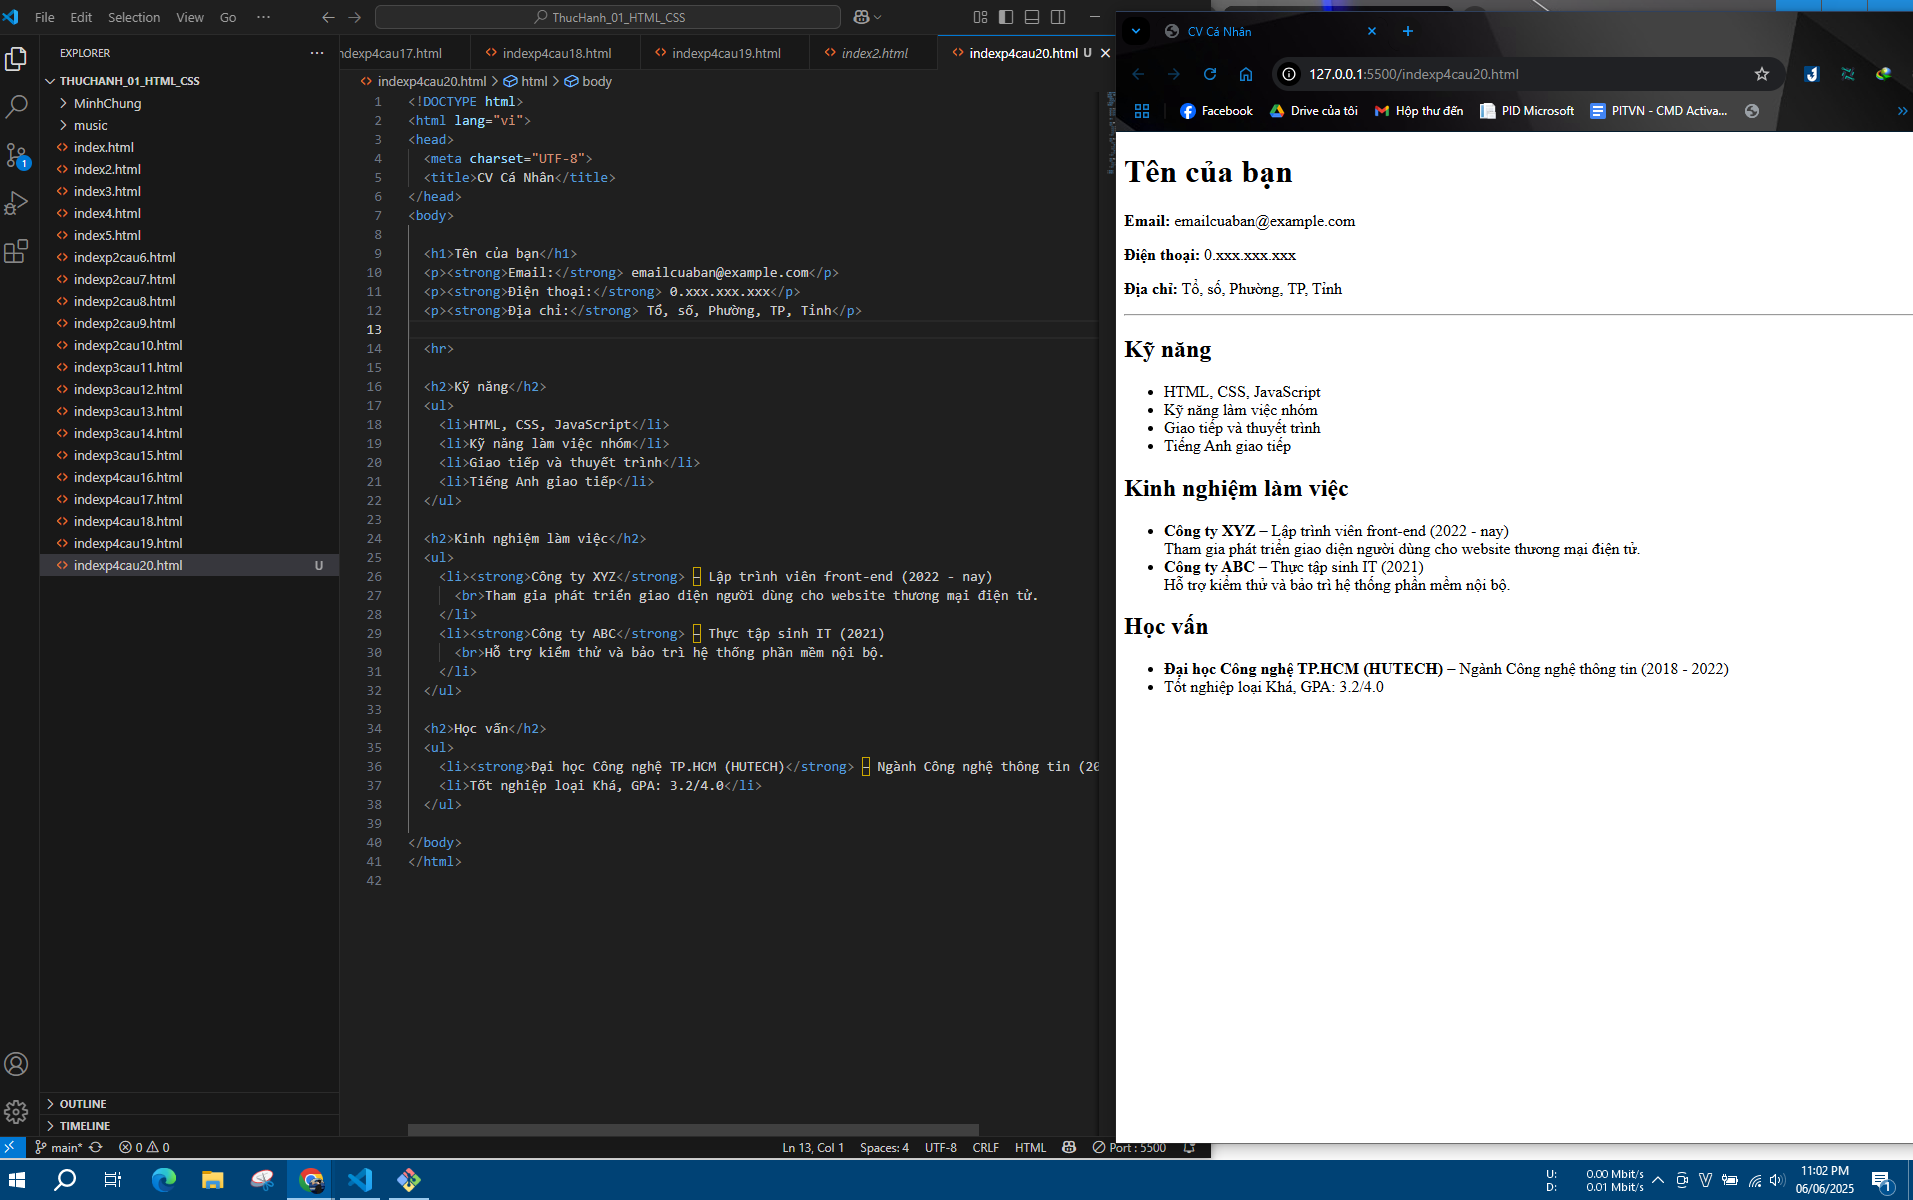 File Edit Selection View Go ··· ThucHanh_01_HTML_CSS
EXPLORER
THUCHANH_01_HTML_CSS
MinhChung
music
index.html
index2.html
index3.html
index4.html
index5.html
indexp2cau6.html
indexp2cau7.html
indexp2cau8.html
indexp2cau9.html
indexp2cau10.html
indexp3cau11.html
indexp3cau12.html
indexp3cau13.html
indexp3cau14.html
indexp3cau15.html
indexp4cau16.html
indexp4cau17.html
indexp4cau18.html
indexp4cau19.html
indexp4cau20.html U
OUTLINE
TIMELINE
1
ndexp4cau17.html indexp4cau18.html indexp4cau19.html index2.html indexp4cau20.html U
indexp4cau20.html > html > body
1 <!DOCTYPE html>
2 <html lang="vi">
3 <head>
4 <meta charset="UTF-8">
5 <title>CV Cá Nhân</title>
6 </head>
7 <body>
8
9 <h1>Tên của bạn</h1>
10 <p><strong>Email:</strong> emailcuaban@example.com</p>
11 <p><strong>Điện thoại:</strong> 0.xxx.xxx.xxx</p>
12 <p><strong>Địa chỉ:</strong> Tổ, số, Phường, TP, Tỉnh</p>
13
14 <hr>
15
16 <h2>Kỹ năng</h2>
17 <ul>
18 <li>HTML, CSS, JavaScript</li>
19 <li>Kỹ năng làm việc nhóm</li>
20 <li>Giao tiếp và thuyết trình</li>
21 <li>Tiếng Anh giao tiếp</li>
22 </ul>
23
24 <h2>Kinh nghiệm làm việc</h2>
25 <ul>
26 <li><strong>Công ty XYZ</strong> – Lập trình viên front-end (2022 - nay)
27 <br>Tham gia phát triển giao diện người dùng cho website thương mại điện tử.
28 </li>
29 <li><strong>Công ty ABC</strong> – Thực tập sinh IT (2021)
30 <br>Hỗ trợ kiểm thử và bảo trì hệ thống phần mềm nội bộ.
31 </li>
32 </ul>
33
34 <h2>Học vấn</h2>
35 <ul>
36 <li><strong>Đại học Công nghệ TP.HCM (HUTECH)</strong> – Ngành Công nghệ thông tin (20
37 <li>Tốt nghiệp loại Khá, GPA: 3.2/4.0</li>
38 </ul>
39
40 </body>
41 </html>
42
main* 0 0 Ln 13, Col 1 Spaces: 4 UTF-8 CRLF HTML Port : 5500
CV Cá Nhân
127.0.0.1:5500/indexp4cau20.html
Facebook Drive của tôi Hộp thư đến PID Microsoft PITVN - CMD Activa...
Tên của bạn
Email: emailcuaban@example.com
Điện thoại: 0.xxx.xxx.xxx
Địa chỉ: Tổ, số, Phường, TP, Tỉnh
Kỹ năng
• HTML, CSS, JavaScript
• Kỹ năng làm việc nhóm
• Giao tiếp và thuyết trình
• Tiếng Anh giao tiếp
Kinh nghiệm làm việc
• Công ty XYZ – Lập trình viên front-end (2022 - nay)
Tham gia phát triển giao diện người dùng cho website thương mại điện tử.
• Công ty ABC – Thực tập sinh IT (2021)
Hỗ trợ kiểm thử và bảo trì hệ thống phần mềm nội bộ.
Học vấn
• Đại học Công nghệ TP.HCM (HUTECH) – Ngành Công nghệ thông tin (2018 - 2022)
• Tốt nghiệp loại Khá, GPA: 3.2/4.0
U: 0.00 Mbit/s
D: 0.01 Mbit/s
11:02 PM
06/06/2025
1